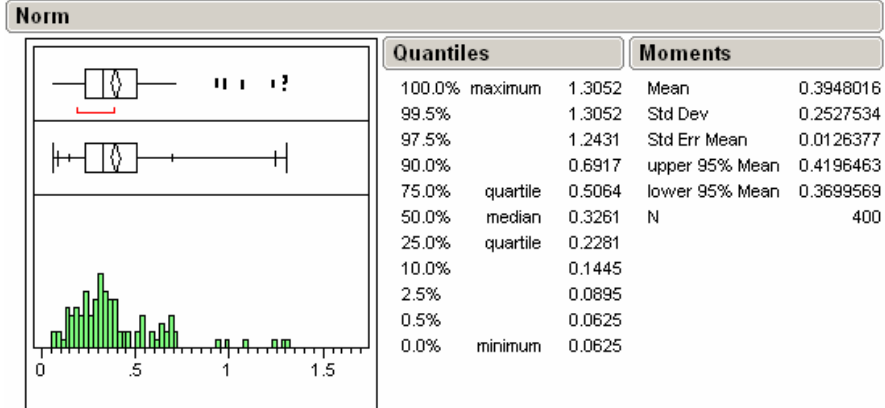 Norm
Quantiles
100.0% maximum 1.3052
99.5% 1.3052
97.5% 1.2431
90.0% 0.6917
75.0% quartile 0.5064
50.0% median 0.3261
25.0% quartile 0.2281
10.0% 0.1445
2.5% 0.0895
0.5% 0.0625
0.0% minimum 0.0625
Moments
Mean 0.3948016
Std Dev 0.2527534
Std Err Mean 0.0126377
upper 95% Mean 0.4196463
lower 95% Mean 0.3699569
N 400
0 .5 1 1.5